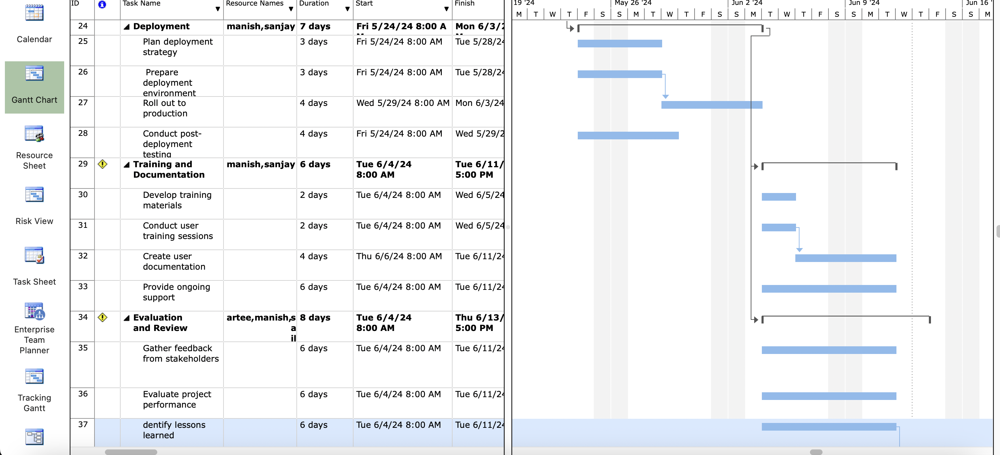 Calendar
Gantt Chart
Resource
Sheet
Risk View
Task Sheet
Enterprise
Team
Planner
Tracking
Gantt
ID Task Name Resource Names Duration Start Finish
24 Deployment manish,sanjay 7 days Fri 5/24/24 8:00 A Mon 6/3/2
25 Plan deployment 3 days Fri 5/24/24 8:00 AM Tue 5/28/24
strategy
26 Prepare 3 days Fri 5/24/24 8:00 AM Tue 5/28/24
deployment
environment
27 Roll out to 4 days Wed 5/29/24 8:00 AM Mon 6/3/24
production
28 Conduct post- 4 days Fri 5/24/24 8:00 AM Wed 5/29/2
deployment
testing
29 Training and manish,sanjay 6 days Tue 6/4/24 Tue 6/11/
Documentation 8:00 AM 5:00 PM
30 Develop training 2 days Tue 6/4/24 8:00 AM Wed 6/5/24
materials
31 Conduct user 2 days Tue 6/4/24 8:00 AM Wed 6/5/24
training sessions
32 Create user 4 days Thu 6/6/24 8:00 AM Tue 6/11/24
documentation
33 Provide ongoing 6 days Tue 6/4/24 8:00 AM Tue 6/11/24
support
34 Evaluation artee,manish,s 8 days Tue 6/4/24 Thu 6/13/
and Review a 8:00 AM 5:00 PM
il
35 Gather feedback 6 days Tue 6/4/24 8:00 AM Tue 6/11/24
from stakeholders
36 Evaluate project 6 days Tue 6/4/24 8:00 AM Tue 6/11/24
performance
37 dentify lessons 6 days Tue 6/4/24 8:00 AM Tue 6/11/24
learned
19 '24 May 26 '24 Jun 2 '24 Jun 9 '24 Jun 16 '
M T W T F S S M T W T F S S M T W T F S S M T W T F S S M